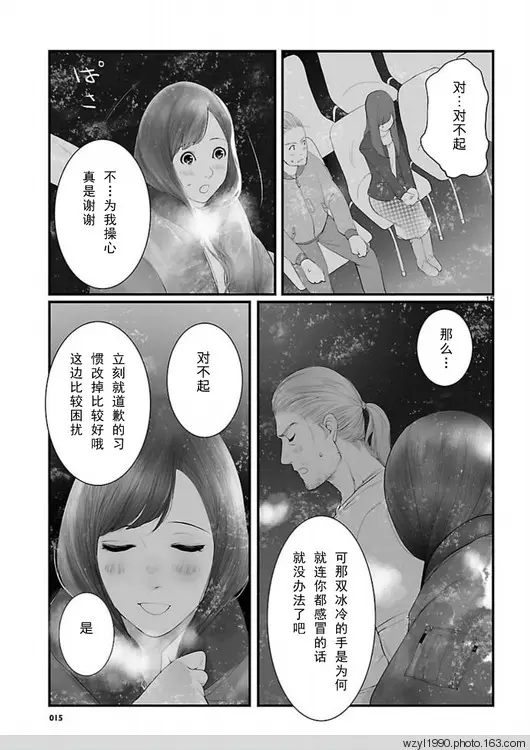 对…对
不起
ぱさ
不…为我操心
真是谢谢
15
那么…
可那双冰冷的手是为何
就连你都感冒的话
就没办法了吧
对不起
立刻就道歉的习
惯改掉比较好哦
这边比较困扰
是
015
wzyl1990.photo.163.com